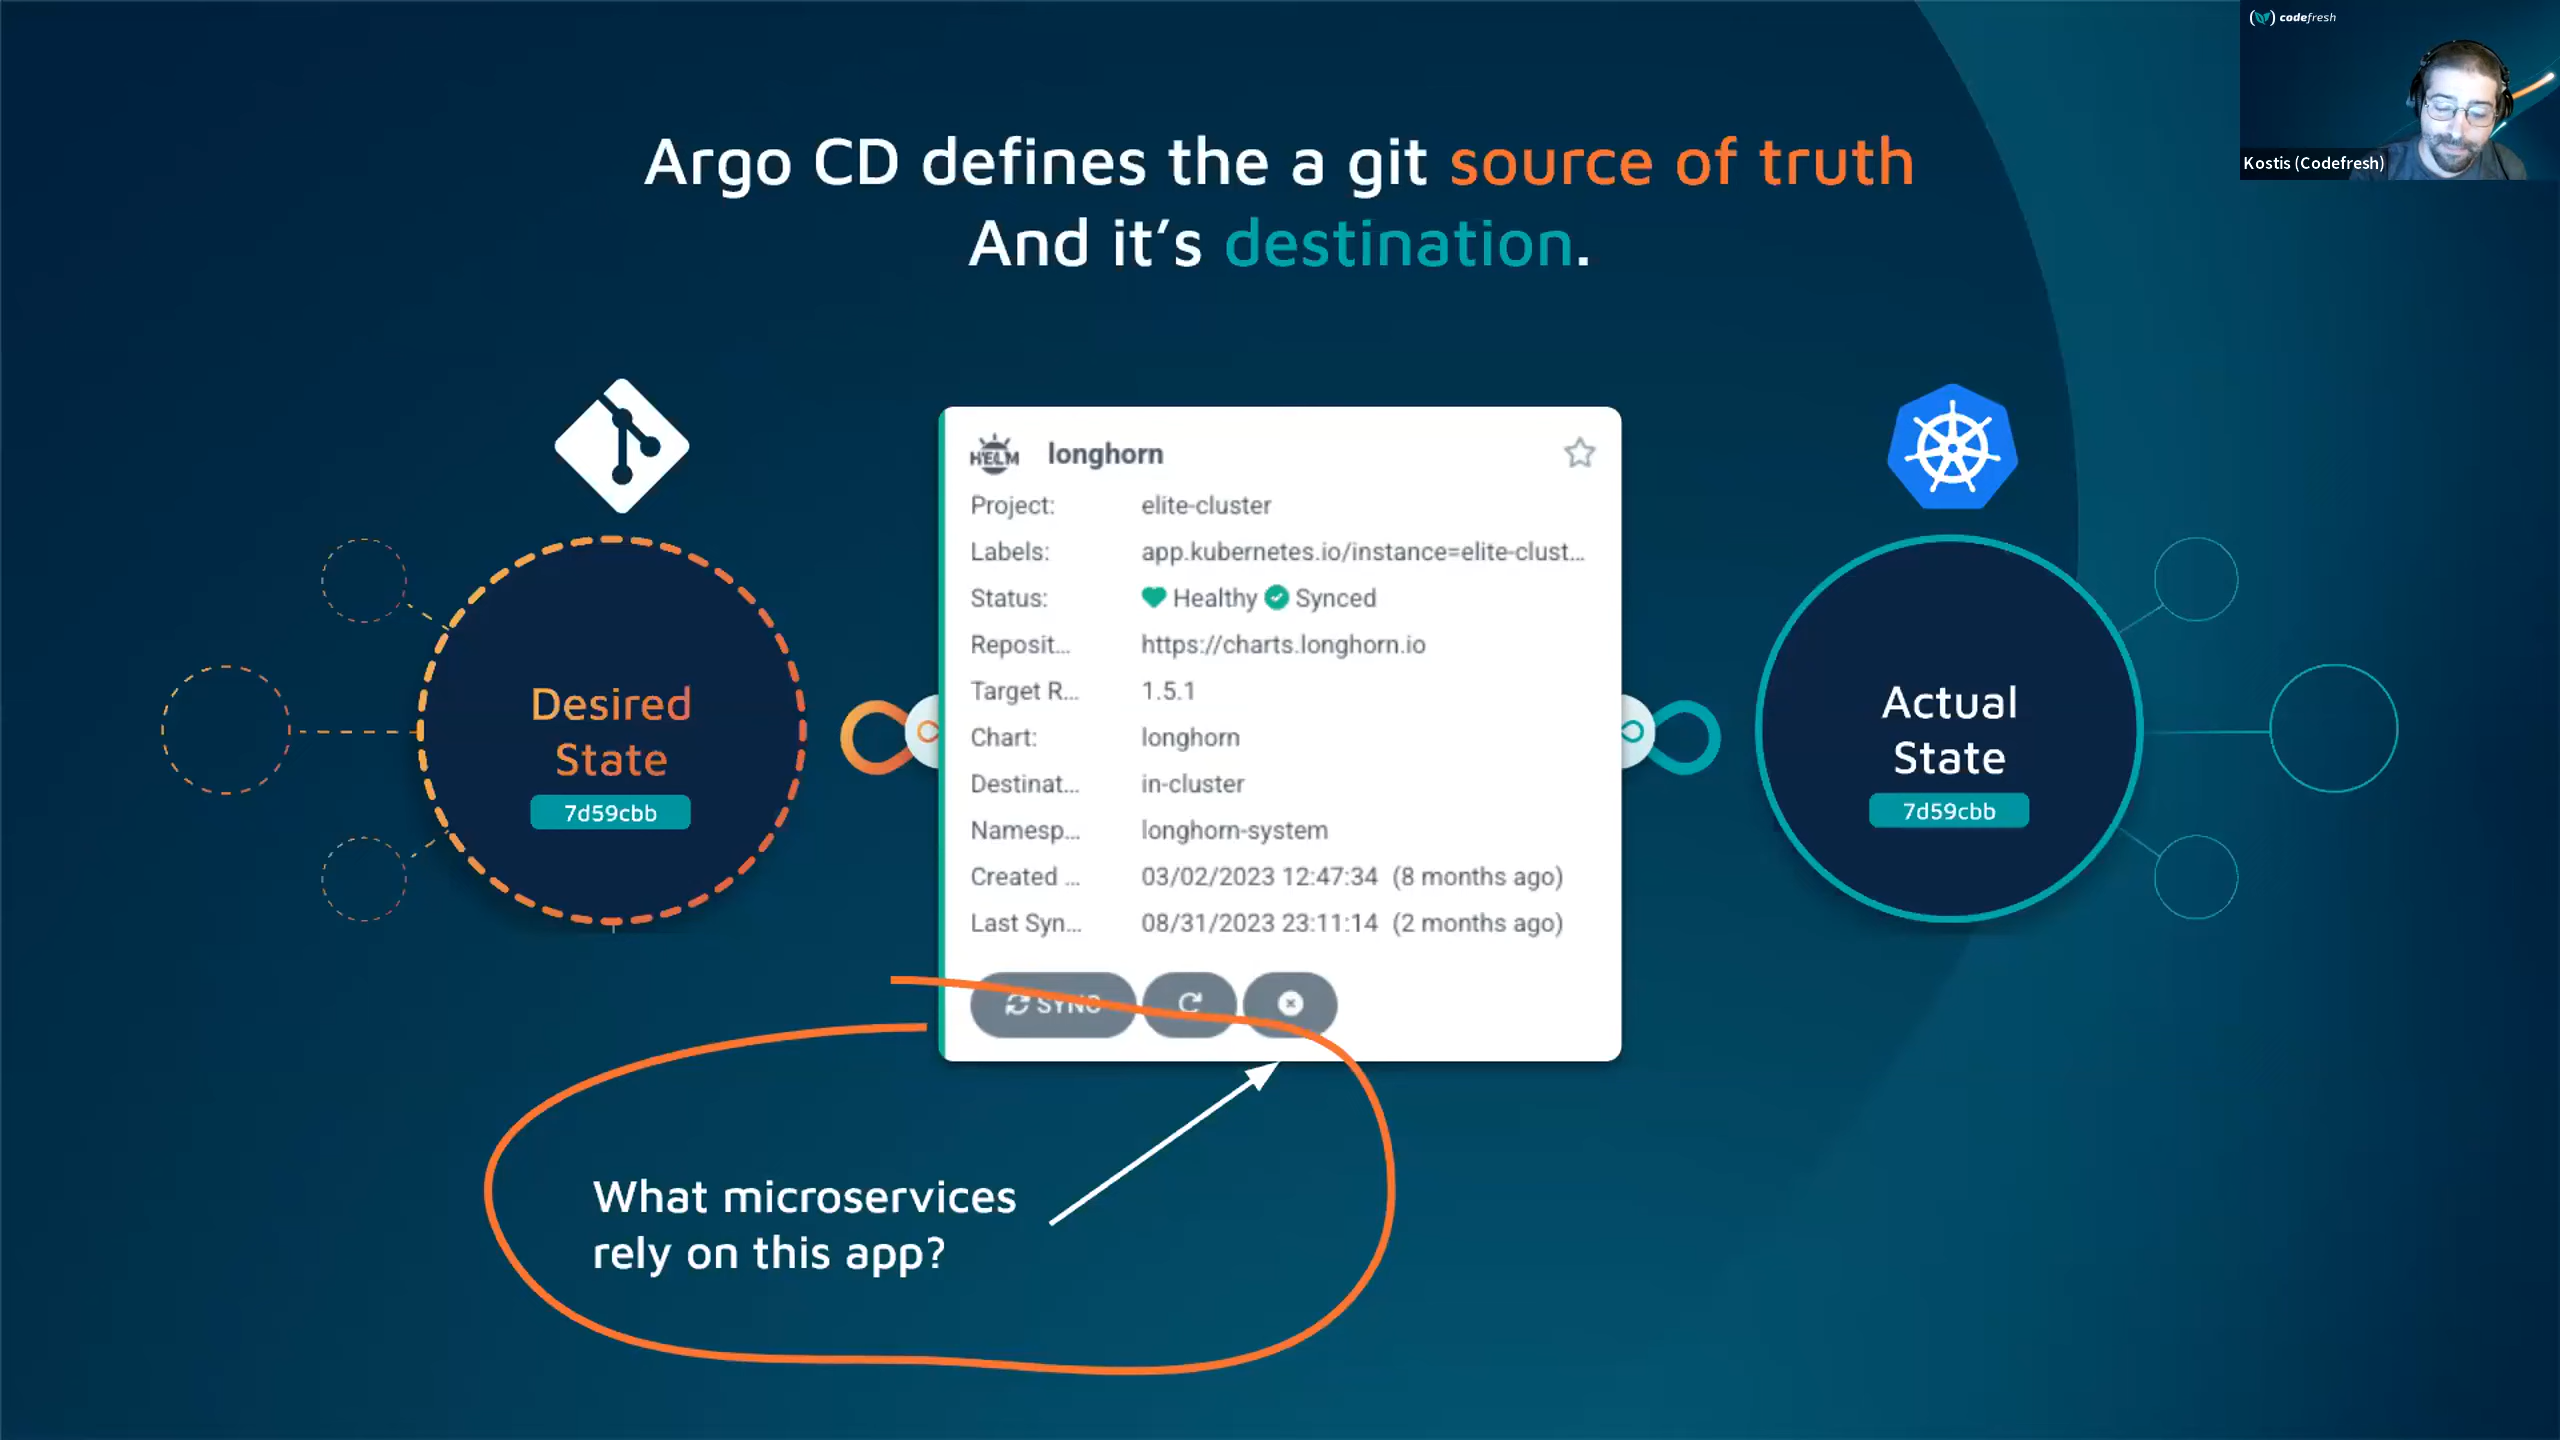 codefresh
Kostis (Codefresh)
Argo CD defines the a git source of truth
And it's destination.
HELM longhorn
Project: elite-cluster
Labels: app.kubernetes.io/instance=elite-clust...
Status: Healthy Synced
Reposit... https://charts.longhorn.io
Target R... 1.5.1
Chart: longhorn
Destinat... in-cluster
Namesp... longhorn-system
Created ... 03/02/2023 12:47:34 (8 months ago)
Last Syn... 08/31/2023 23:11:14 (2 months ago)
SYNC
Desired
State
7d59cbb
Actual
State
7d59cbb
What microservices
rely on this app?